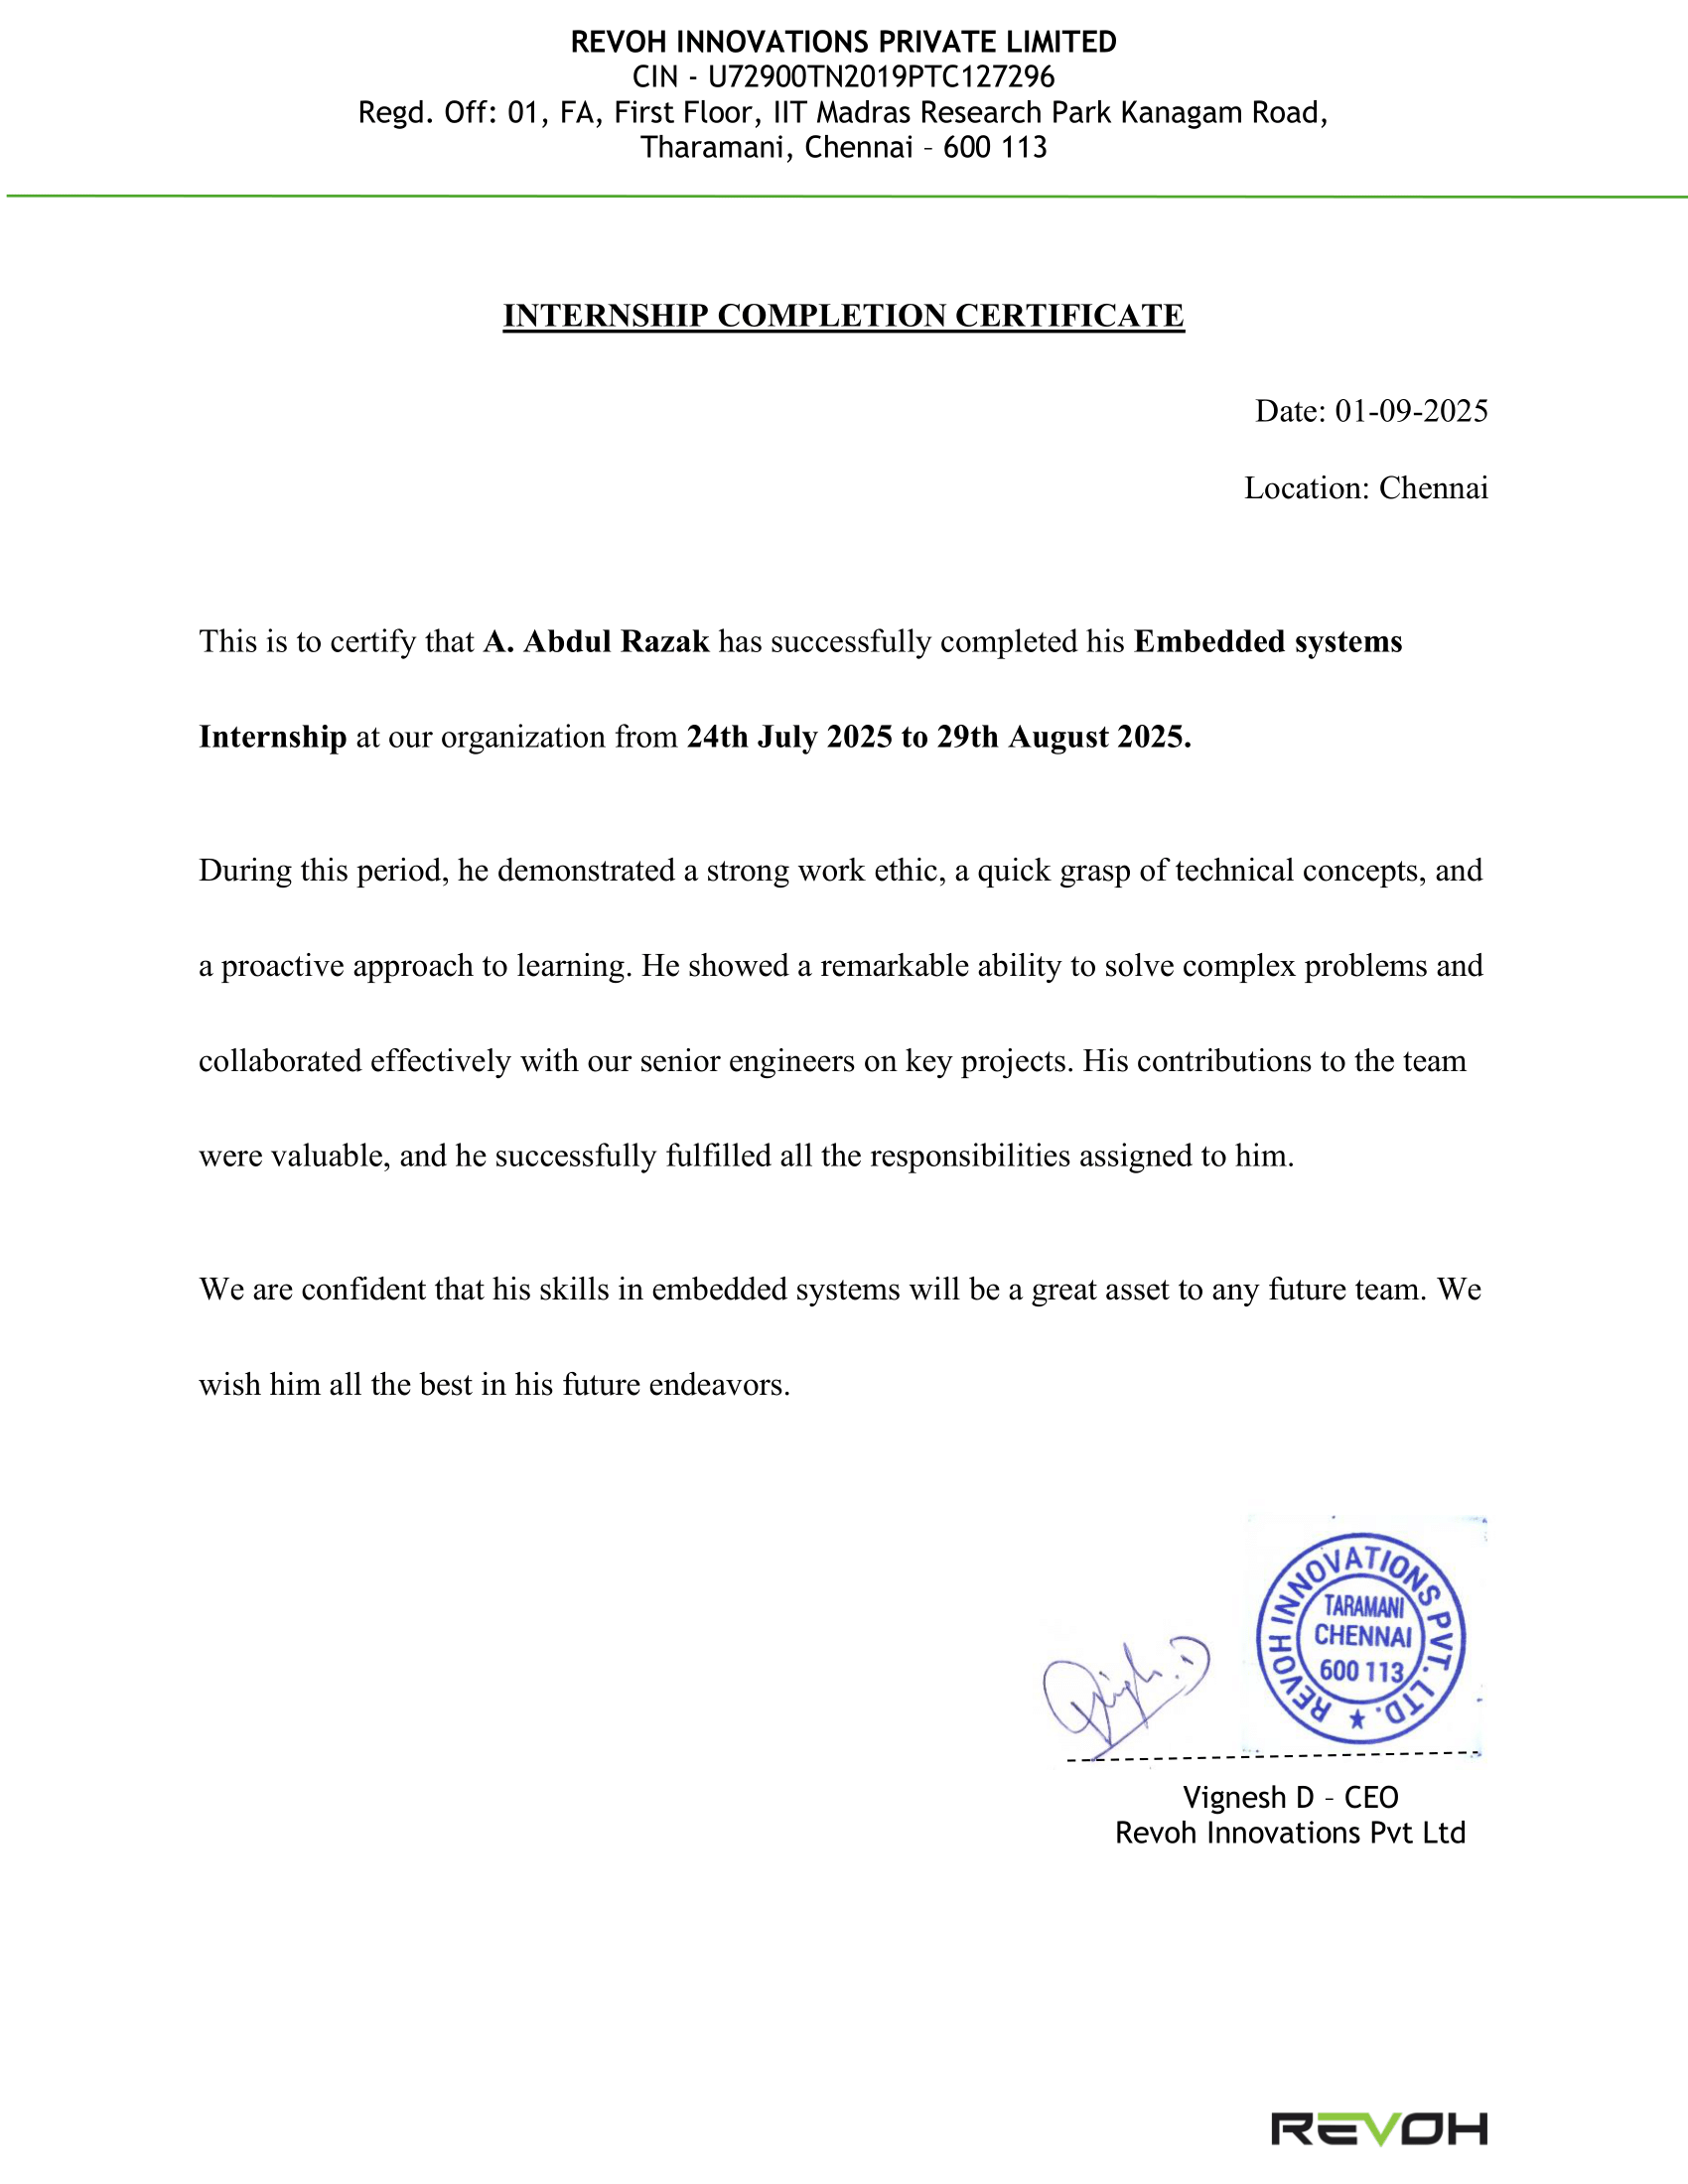 REVOH INNOVATIONS PRIVATE LIMITED
CIN - U72900TN2019PTC127296
Regd. Off: 01, FA, First Floor, IIT Madras Research Park Kanagam Road,
Tharamani, Chennai – 600 113
INTERNSHIP COMPLETION CERTIFICATE
Date: 01-09-2025
Location: Chennai
This is to certify that A. Abdul Razak has successfully completed his Embedded systems
Internship at our organization from 24th July 2025 to 29th August 2025.
During this period, he demonstrated a strong work ethic, a quick grasp of technical concepts, and
a proactive approach to learning. He showed a remarkable ability to solve complex problems and
collaborated effectively with our senior engineers on key projects. His contributions to the team
were valuable, and he successfully fulfilled all the responsibilities assigned to him.
We are confident that his skills in embedded systems will be a great asset to any future team. We
wish him all the best in his future endeavors.
REVOH INNOVATIONS PVT. LTD.
TARAMANI
CHENNAI
600 113
Vignesh D – CEO
Revoh Innovations Pvt Ltd
REVOH